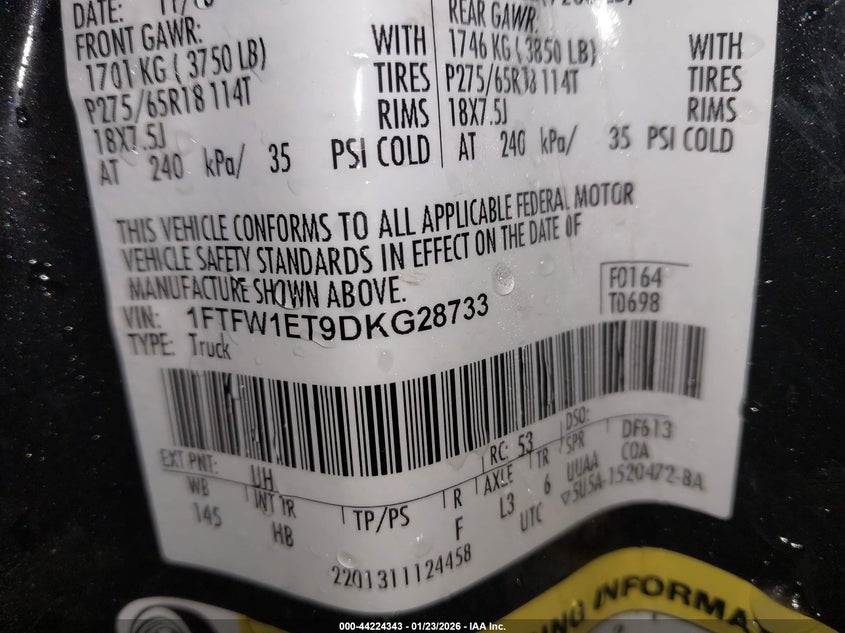 DATE:
FRONT GAWR:
1701 KG ( 3750 LB) WITH
P275/65R18 114T TIRES
18X7.5J RIMS
AT 240 kPa/ 35 PSI COLD
REAR GAWR:
1746 KG (3850 LB) WITH
P275/65R18 114T TIRES
18X7.5J RIMS
AT 240 kPa/ 35 PSI COLD
THIS VEHICLE CONFORMS TO ALL APPLICABLE FEDERAL MOTOR
VEHICLE SAFETY STANDARDS IN EFFECT ON THE DATE OF
MANUFACTURE SHOWN ABOVE.
VIN: 1FTFW1ET9DKG28733
TYPE: Truck
F0164
T0698
EXT PNT: UH RC: 53 DSO:
WB INT TR TP/PS R AXLE TR SPR DF613
145 HB F L3 6 UUAA COA
UTC ▽5U5A-1520472-BA
2201311124458
ING INFORMA
000-44224343 - 01/23/2026 - IAA Inc.